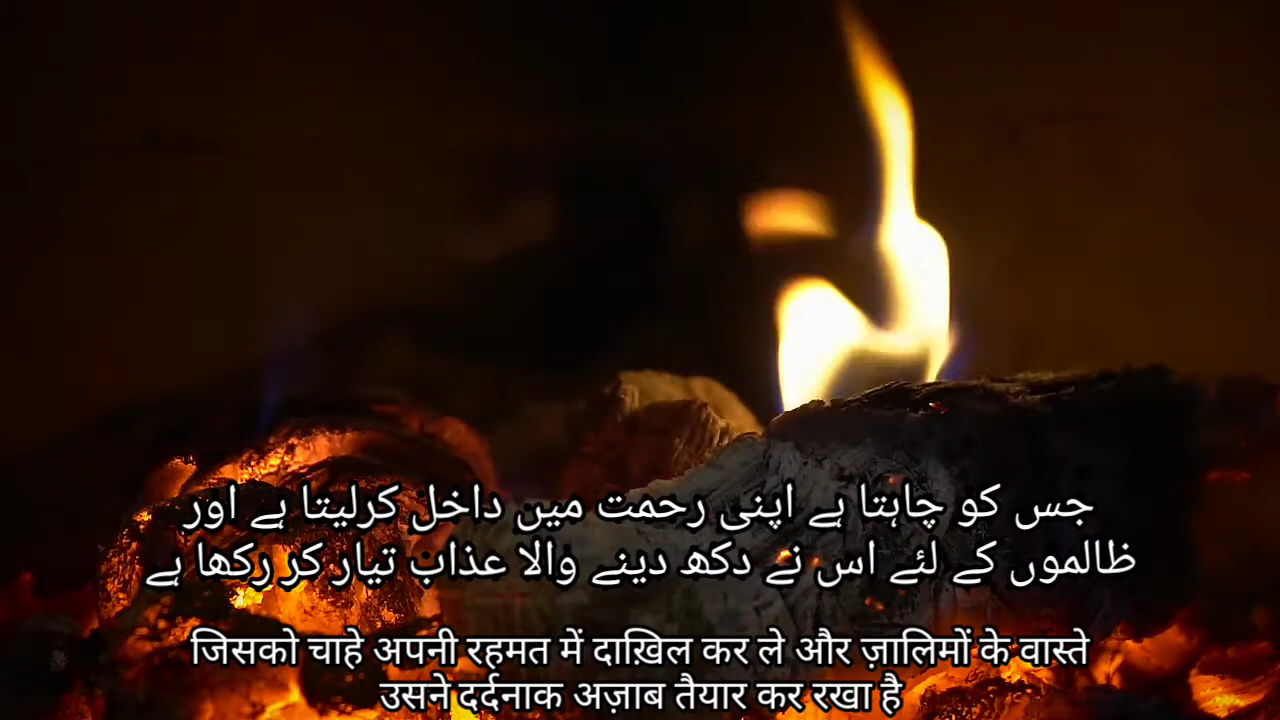 جس کو چاہتا ہے اپنی رحمت میں داخل کرلیتا ہے اور
ظالموں کے لئے اس نے دکھ دینے والا عذاب تیار کر رکھا ہے
जिसको चाहे अपनी रहमत में दाख़िल कर ले और ज़ालिमों के वास्ते
उसने दर्दनाक अज़ाब तैयार कर रखा है